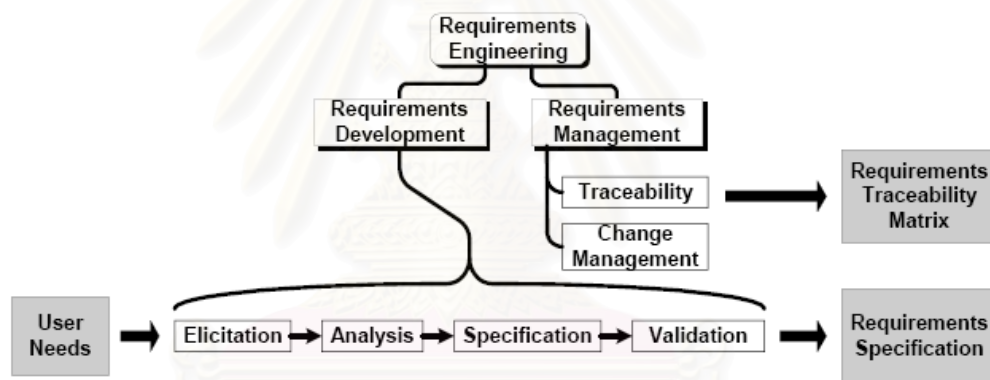 Requirements
Engineering
Requirements
Development
Requirements
Management
Traceability
Change
Management
Requirements
Traceability
Matrix
User
Needs
Elicitation
Analysis
Specification
Validation
Requirements
Specification